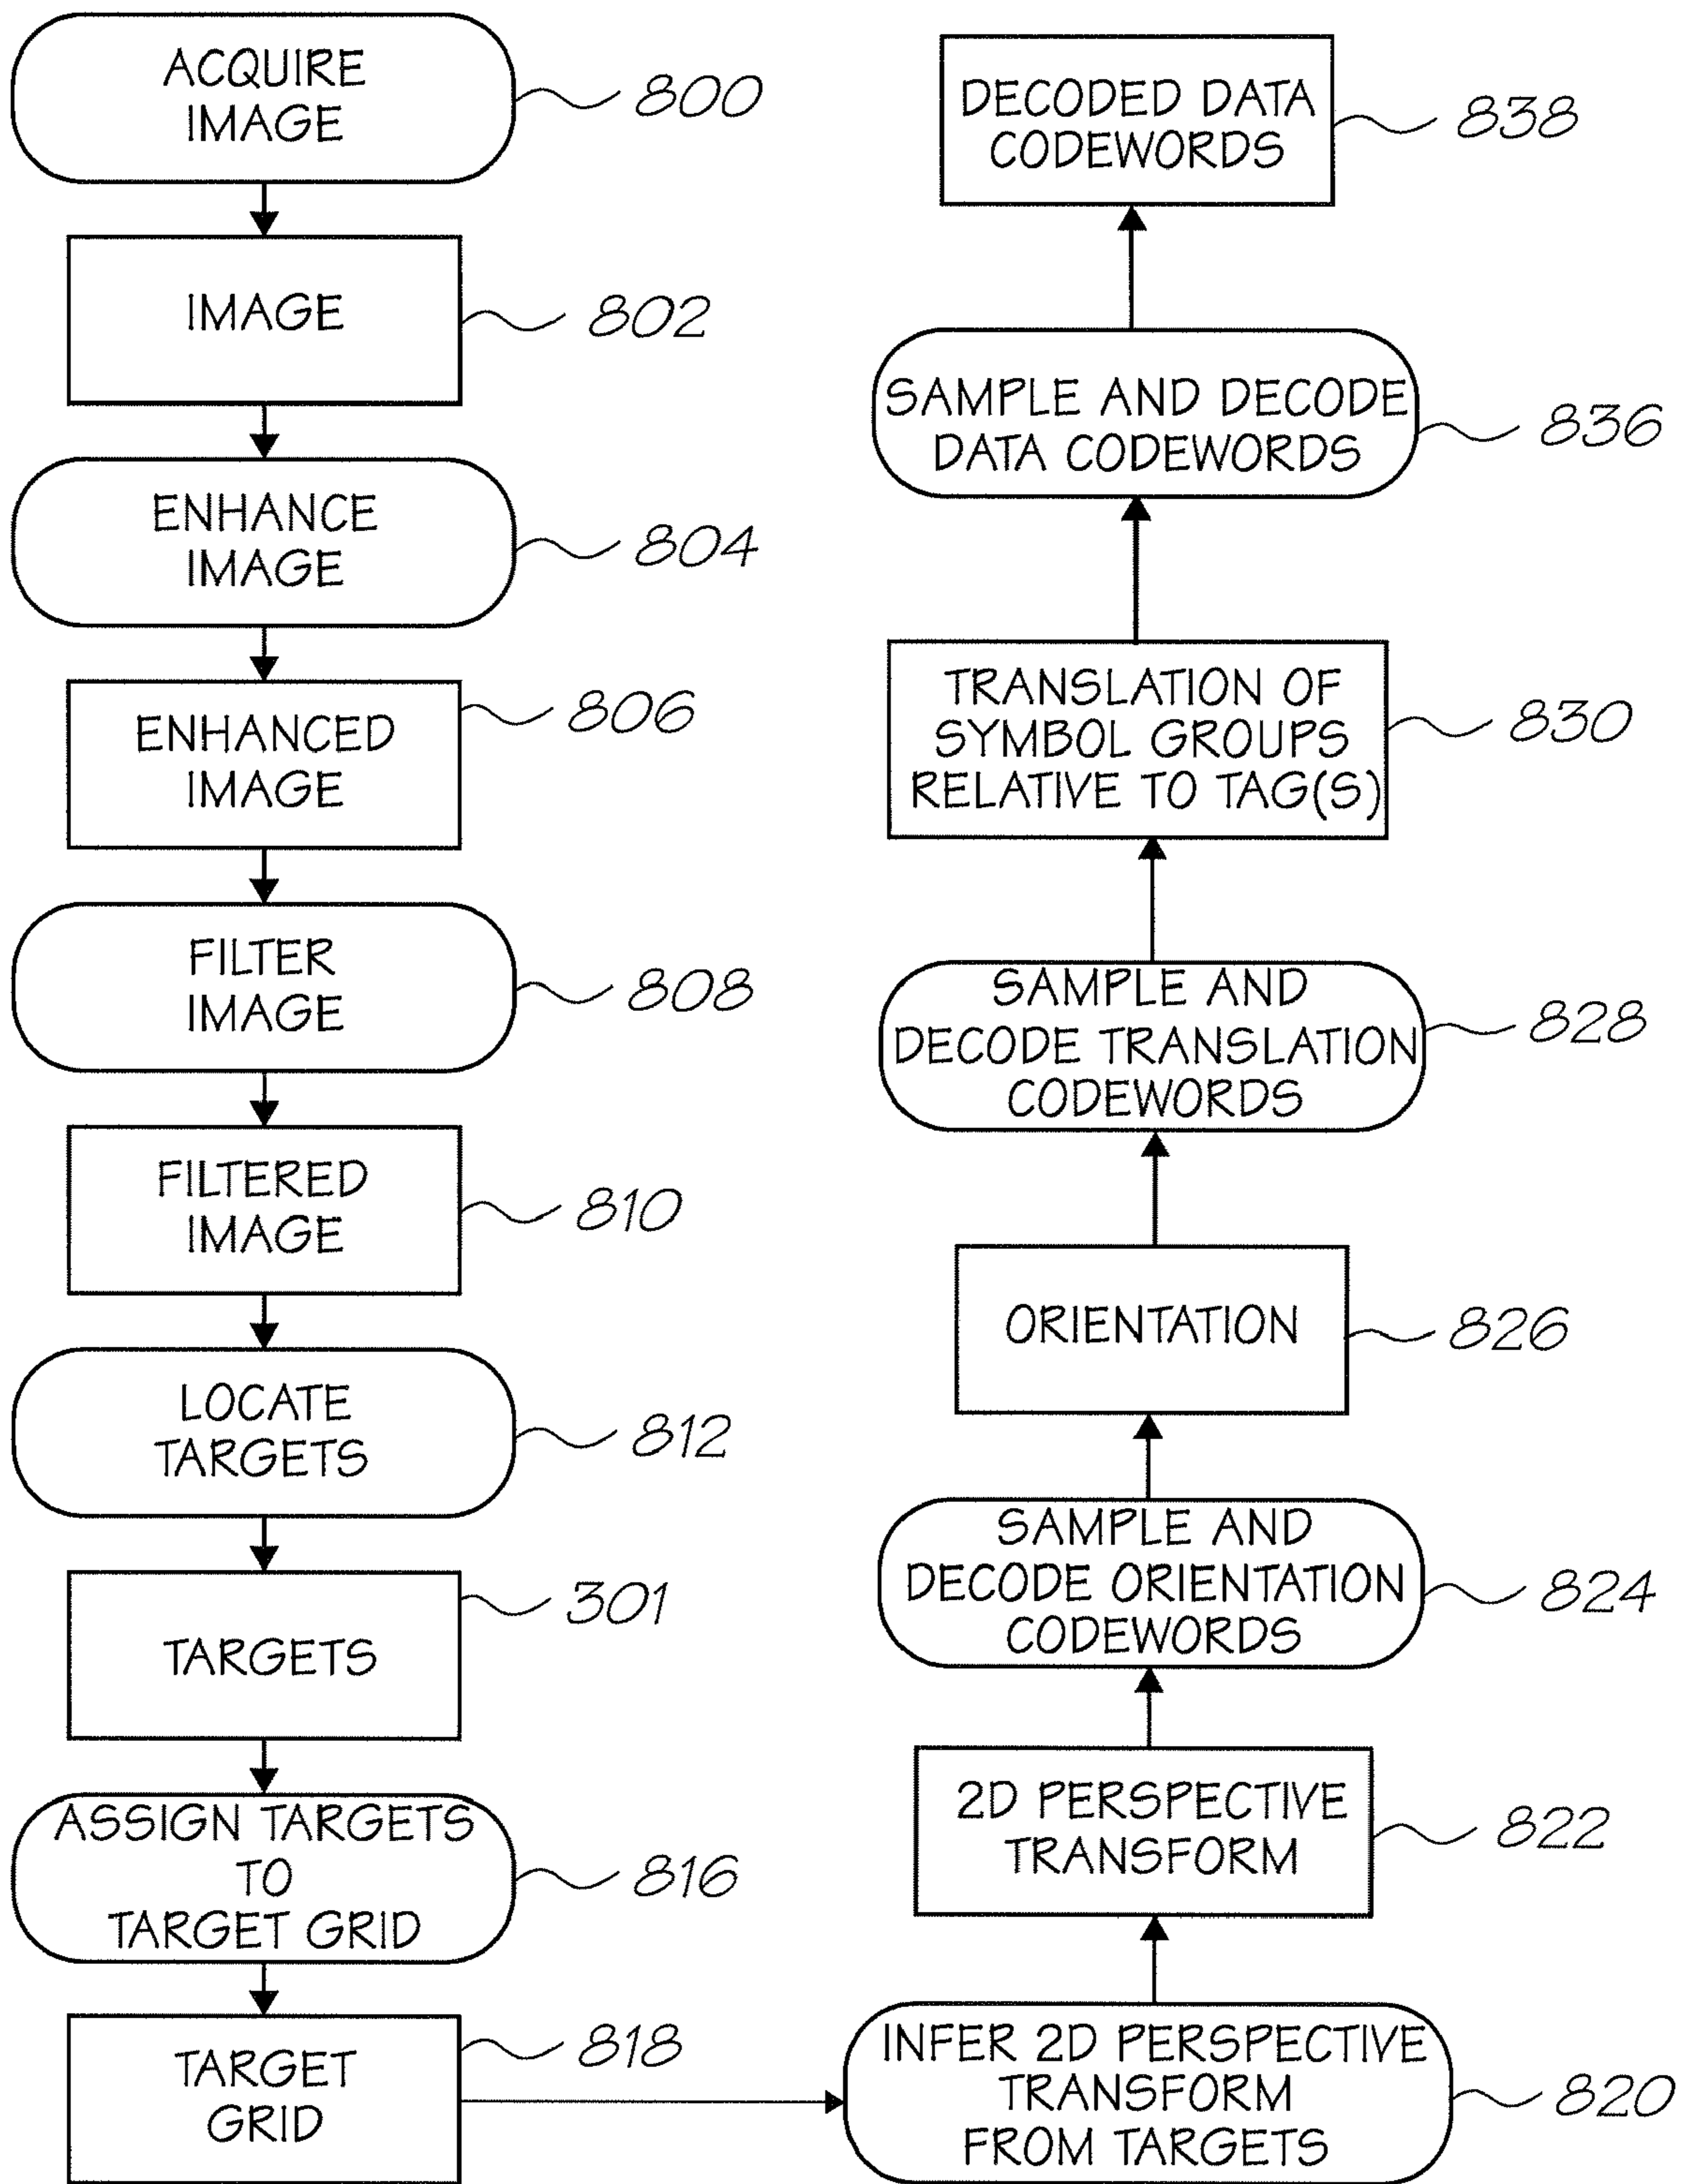 ACQUIRE
IMAGE
800
IMAGE
802
ENHANCE
IMAGE
804
ENHANCED
IMAGE
806
FILTER
IMAGE
808
FILTERED
IMAGE
810
LOCATE
TARGETS
812
TARGETS
301
ASSIGN TARGETS
TO
TARGET GRID
816
TARGET
GRID
818
INFER 2D PERSPECTIVE
TRANSFORM
FROM TARGETS
820
2D PERSPECTIVE
TRANSFORM
822
SAMPLE AND
DECODE ORIENTATION
CODEWORDS
824
ORIENTATION
826
SAMPLE AND
DECODE TRANSLATION
CODEWORDS
828
TRANSLATION OF
SYMBOL GROUPS
RELATIVE TO TAG(S)
830
SAMPLE AND DECODE
DATA CODEWORDS
836
DECODED DATA
CODEWORDS
838